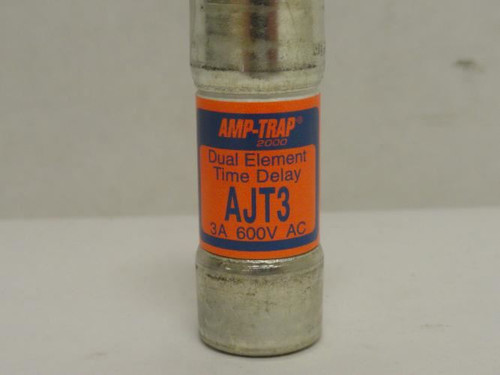 AMP-TRAP®
2000
Dual Element
Time Delay
AJT3
3A 600V AC